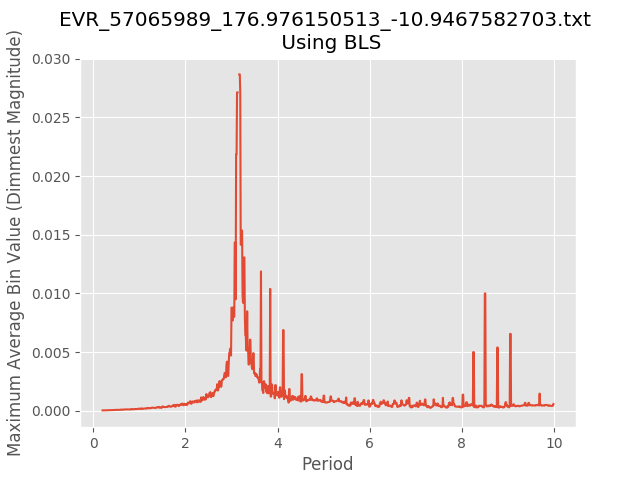 EVR_57065989_176.976150513_-10.9467582703.txt
Using BLS
Maximum Average Bin Value (Dimmest Magnitude)
0.030
0.025
0.020
0.015
0.010
0.005
0.000
0 2 4 6 8 10
Period